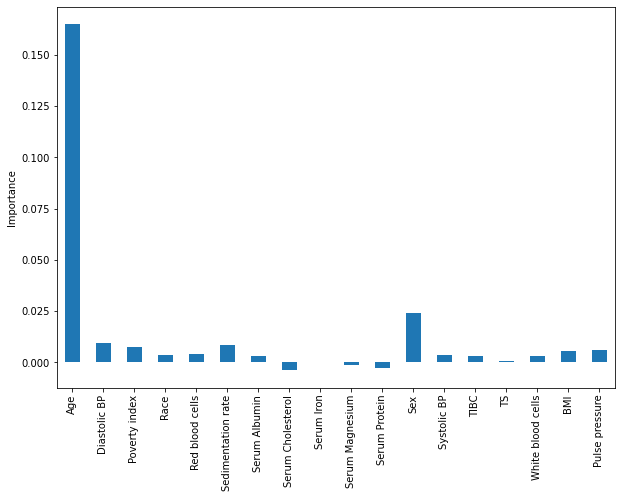 0.150
0.125
0.100
0.075
0.050
0.025
0.000
Importance
Age
Diastolic BP
Poverty index
Race
Red blood cells
Sedimentation rate
Serum Albumin
Serum Cholesterol
Serum Iron
Serum Magnesium
Serum Protein
Sex
Systolic BP
TIBC
TS
White blood cells
BMI
Pulse pressure